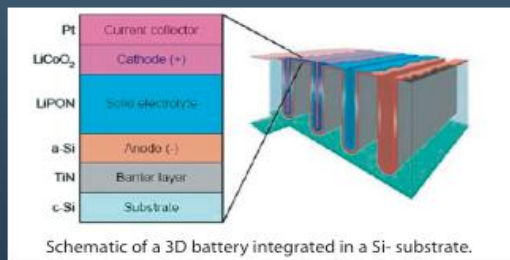 Pt Current collector
LiCoO₂ Cathode (+)
LiPON Solid electrolyte
a-Si Anode (-)
TiN Barrier layer
c-Si Substrate
Schematic of a 3D battery integrated in a Si- substrate.